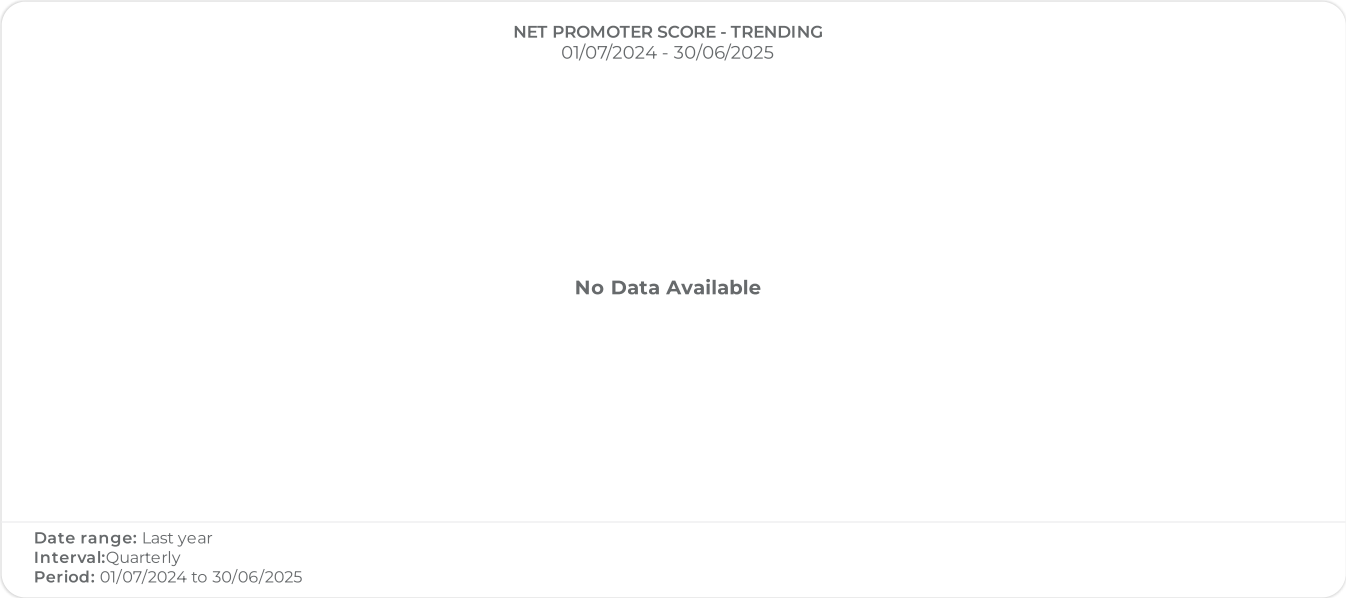 NET PROMOTER SCORE - TRENDING
01/07/2024 - 30/06/2025
No Data Available
Date range: Last year
Interval:Quarterly
Period: 01/07/2024 to 30/06/2025